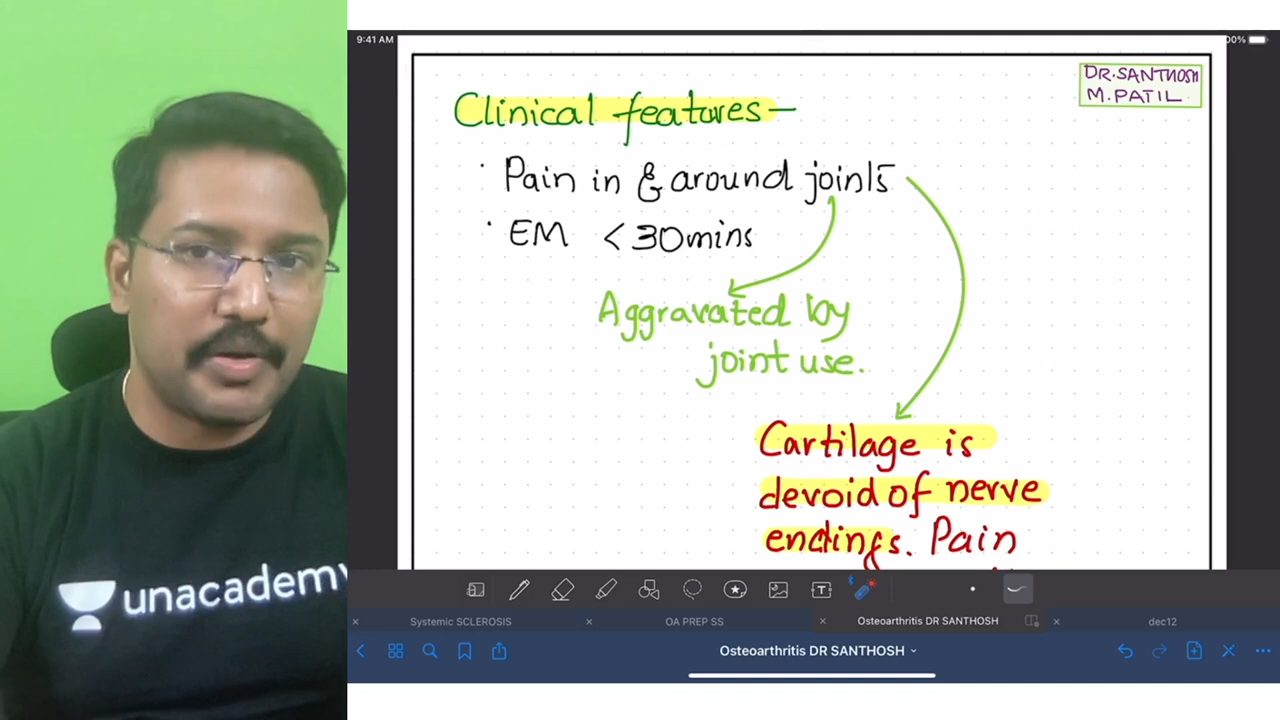 9:41 AM
00%
DR.SANTHOSH
M.PATIL
Clinical features—
· Pain in & around joints
· EM <30mins
Aggravated by
joint use.
Cartilage is
devoid of nerve
endings. Pain
unacademy
T
Systemic SCLEROSIS
OA PREP SS
Osteoarthritis DR SANTHOSH
dec12
Osteoarthritis DR SANTHOSH